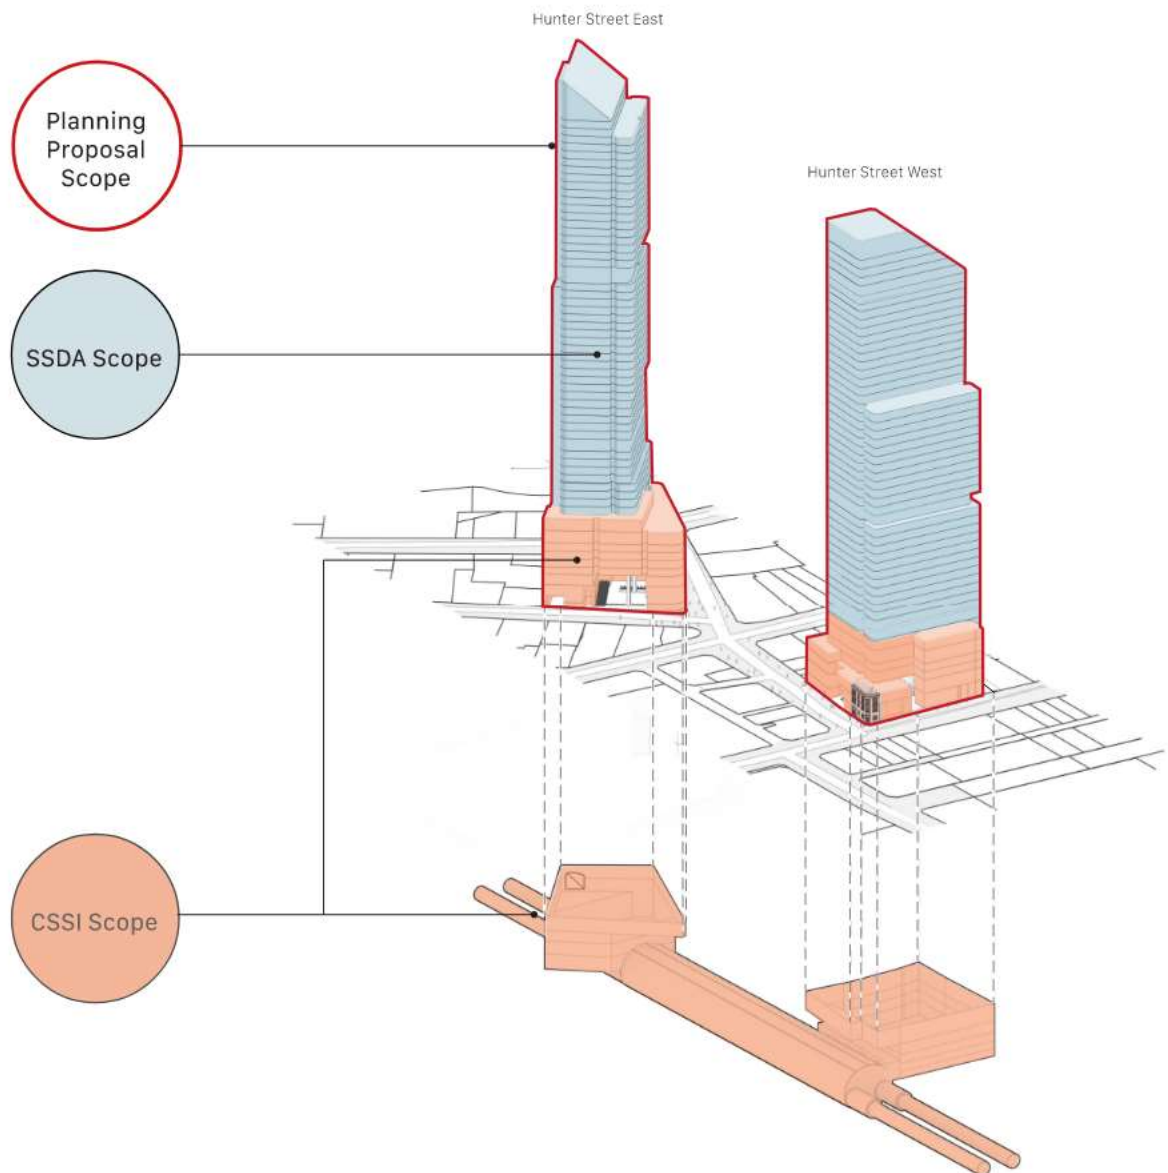 Hunter Street East
Planning
Proposal
Scope
Hunter Street West
SSDA Scope
CSSI Scope